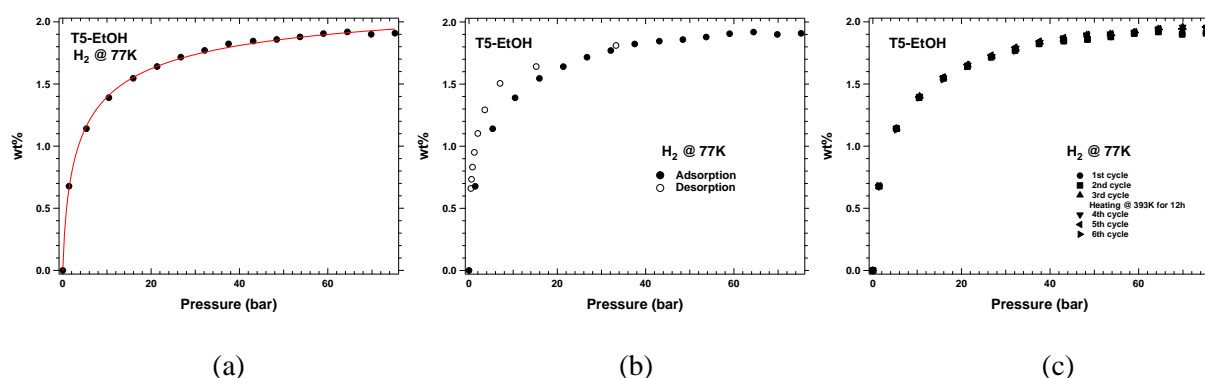 2.0
1.5
1.0
0.5
0.0
wt%
T5-EtOH
H2 @ 77K
0
20
40
60
Pressure (bar)
(a)
2.0
1.5
1.0
0.5
0.0
wt%
T5-EtOH
H2 @ 77K
Adsorption
Desorption
0
20
40
60
Pressure (bar)
(b)
2.0
1.5
1.0
0.5
0.0
wt%
T5-EtOH
H2 @ 77K
1st cycle
2nd cycle
3rd cycle
Heating @ 393K for 12h
4th cycle
5th cycle
6th cycle
0
20
40
60
Pressure (bar)
(c)